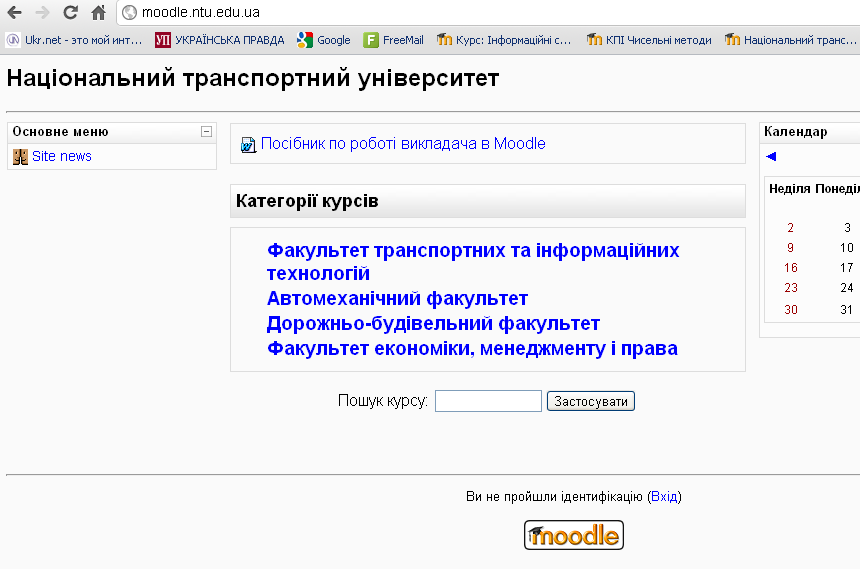 moodle.ntu.edu.ua
Ukr.net - это мой инт...
УП УКРАЇНСЬКА ПРАВДА
Google
F FreeMail
Курс: Інформаційні с...
КПІ Чисельні методи
Національний транс...
Національний транспортний університет
Основне меню
Site news
Посібник по роботі викладача в Moodle
Категорії курсів
Факультет транспортних та інформаційних
технологій
Автомеханічний факультет
Дорожньо-будівельний факультет
Факультет економіки, менеджменту і права
Пошук курсу:
Застосувати
Календар
Неділя Понеділ
2 3
9 10
16 17
23 24
30 31
Ви не пройшли ідентифікацію (Вхід)
moodle